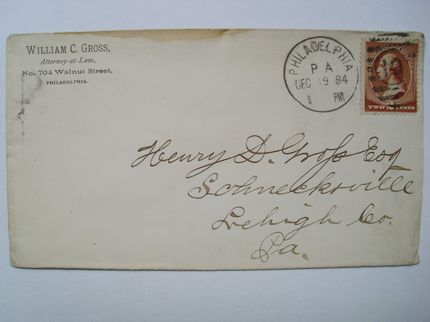 WILLIAM C. GROSS,
Attorney-at-Law,
No. 704 Walnut Street,
PHILADELPHIA.
PHILADELPHIA
PA
DEC 19 84
PM
TWO CENTS
Henry D. Gross Esq
Schnecksville
Lehigh Co.
Pa.